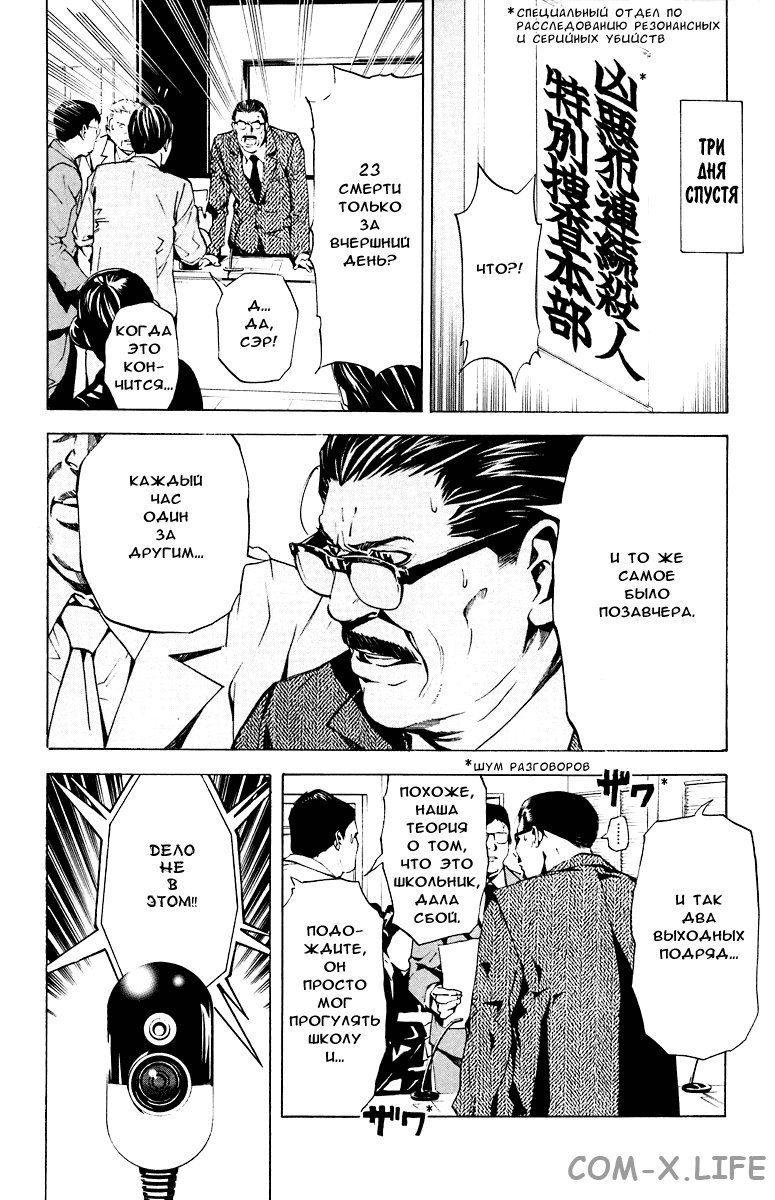 *СПЕЦИАЛЬНЫЙ ОТДЕЛ ПО
РАССЛЕДОВАНИЮ РЕЗОНАНСНЫХ
И СЕРИЙНЫХ УБИЙСТВ
ТРИ
ДНЯ
СПУСТЯ
*
凶悪犯連続殺人
特別捜査本部
ЧТО?!
23
СМЕРТИ
ТОЛЬКО
ЗА
ВЧЕРШНИЙ
ДЕНЬ?
Д...
ДА,
СЭР!
КОГДА
ЭТО
КОН-
ЧИТСЯ...
И ТО ЖЕ
САМОЕ
БЫЛО
ПОЗАВЧЕРА.
КАЖДЫЙ
ЧАС
ОДИН
ЗА
ДРУГИМ...
*ШУМ РАЗГОВОРОВ
ザワ*
И ТАК
ДВА
ВЫХОДНЫХ
ПОДРЯД...
......
ПОХОЖЕ,
НАША
ТЕОРИЯ
О ТОМ,
ЧТО ЭТО
ШКОЛЬНИК,
ДАЛА
СБОЙ.
ПОДО-
ЖДИТЕ,
ОН
ПРОСТО
МОГ
ПРОГУЛЯТЬ
ШКОЛУ
И...
ザワ*
ДЕЛО
НЕ
В
ЭТОМ!!
COM-X.LIFE